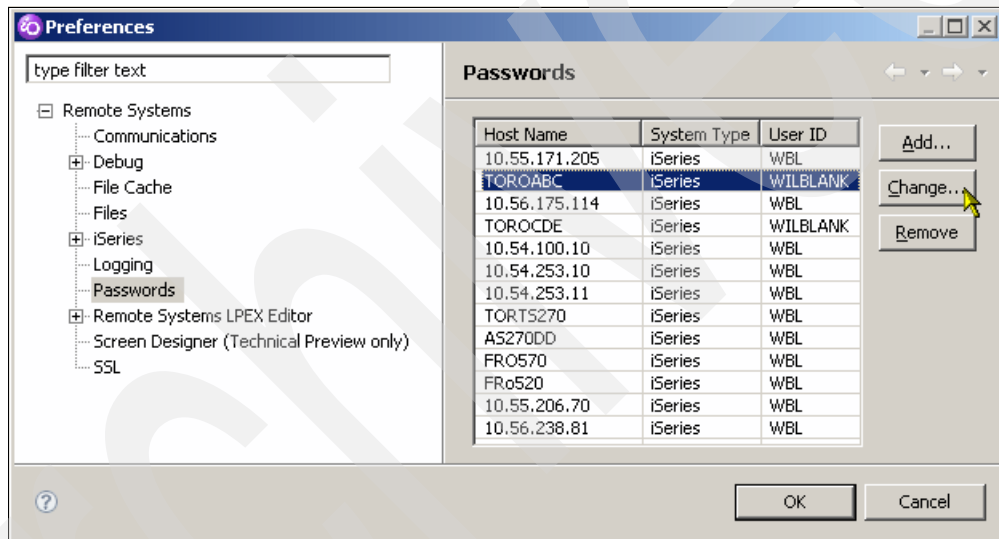 Preferences
type filter text
Remote Systems
Communications
Debug
File Cache
Files
iSeries
Logging
Passwords
Remote Systems LPEX Editor
Screen Designer (Technical Preview only)
SSL
Passwords
Host Name System Type User ID
10.55.171.205 iSeries WBL
TOROABC iSeries WILBLANK
10.56.175.114 iSeries WBL
TOROCDE iSeries WILBLANK
10.54.100.10 iSeries WBL
10.54.253.10 iSeries WBL
10.54.253.11 iSeries WBL
TORTS270 iSeries WBL
AS270DD iSeries WBL
FRO570 iSeries WBL
FRo520 iSeries WBL
10.55.206.70 iSeries WBL
10.56.238.81 iSeries WBL
Add...
Change...
Remove
OK Cancel